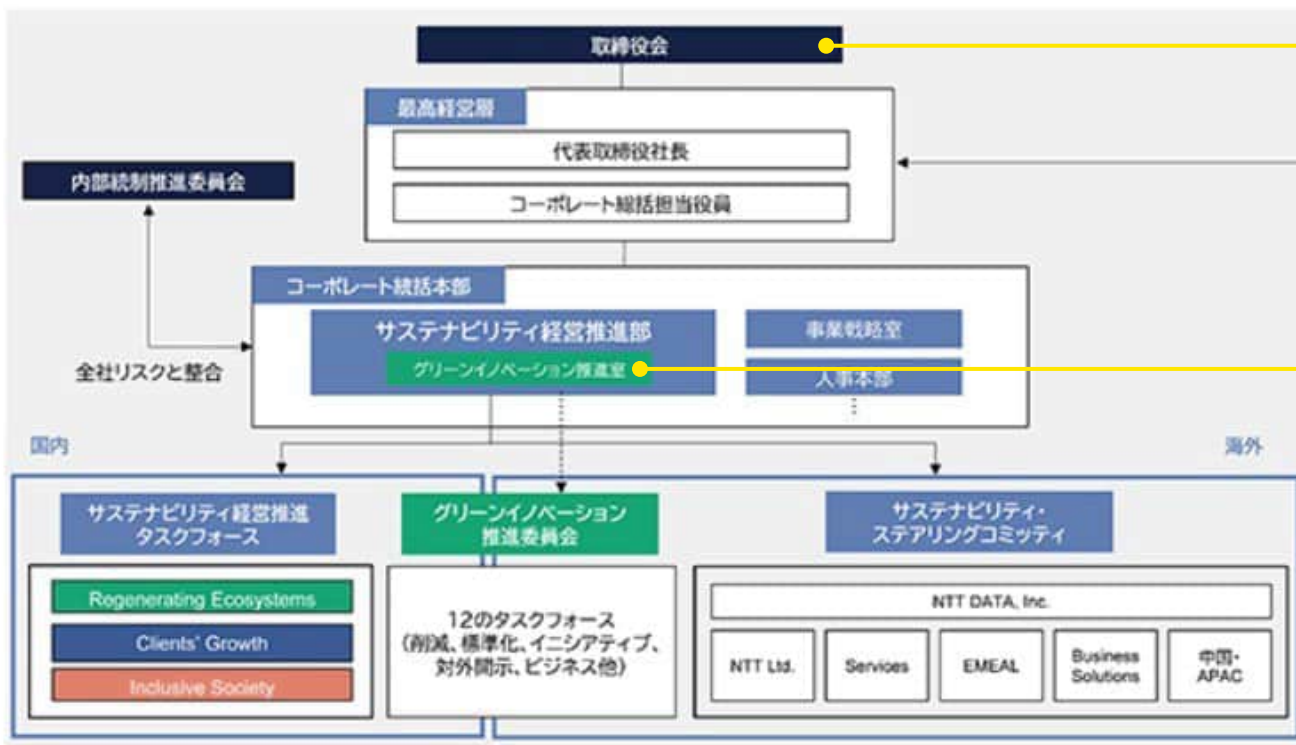 取締役会
最高経営層
代表取締役社長
コーポレート総括担当役員
内部統制推進委員会
全社リスクと整合
コーポレート統括本部
サステナビリティ経営推進部
グリーンイノベーション推進室
事業戦略室
人事本部
国内
海外
サステナビリティ経営推進
タスクフォース
Regenerating Ecosystems
Clients' Growth
Inclusive Society
グリーンイノベーション
推進委員会
12のタスクフォース
（削減、標準化、イニシアティブ、
対外開示、ビジネス他）
サステナビリティ・
ステアリングコミッティ
NTT DATA, Inc.
NTT Ltd.
Services
EMEAL
Business
Solutions
中国・
APAC